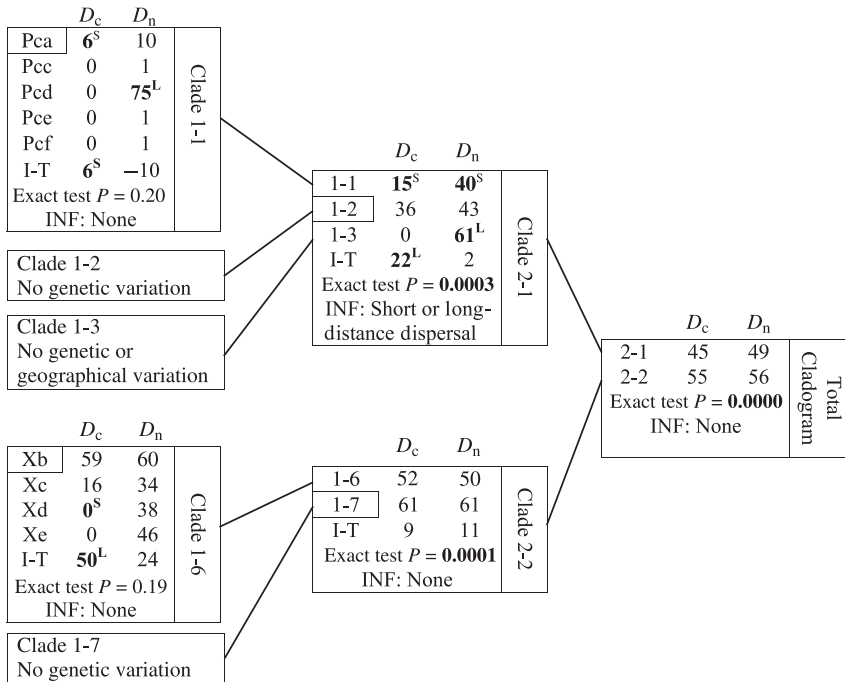 Dc Dn
Pca 6S 10
Pcc 0 1
Pcd 0 75L
Pce 0 1
Pcf 0 1
I-T 6S −10
Exact test P = 0.20
INF: None
Clade 1-1
Clade 1-2
No genetic variation
Clade 1-3
No genetic or
geographical variation
Dc Dn
Xb 59 60
Xc 16 34
Xd 0S 38
Xe 0 46
I-T 50L 24
Exact test P = 0.19
INF: None
Clade 1-6
Clade 1-7
No genetic variation
Dc Dn
1-1 15S 40S
1-2 36 43
1-3 0 61L
I-T 22L 2
Exact test P = 0.0003
INF: Short or long-
distance dispersal
Clade 2-1
Dc Dn
1-6 52 50
1-7 61 61
I-T 9 11
Exact test P = 0.0001
INF: None
Clade 2-2
Dc Dn
2-1 45 49
2-2 55 56
Exact test P = 0.0000
INF: None
Total
Cladogram